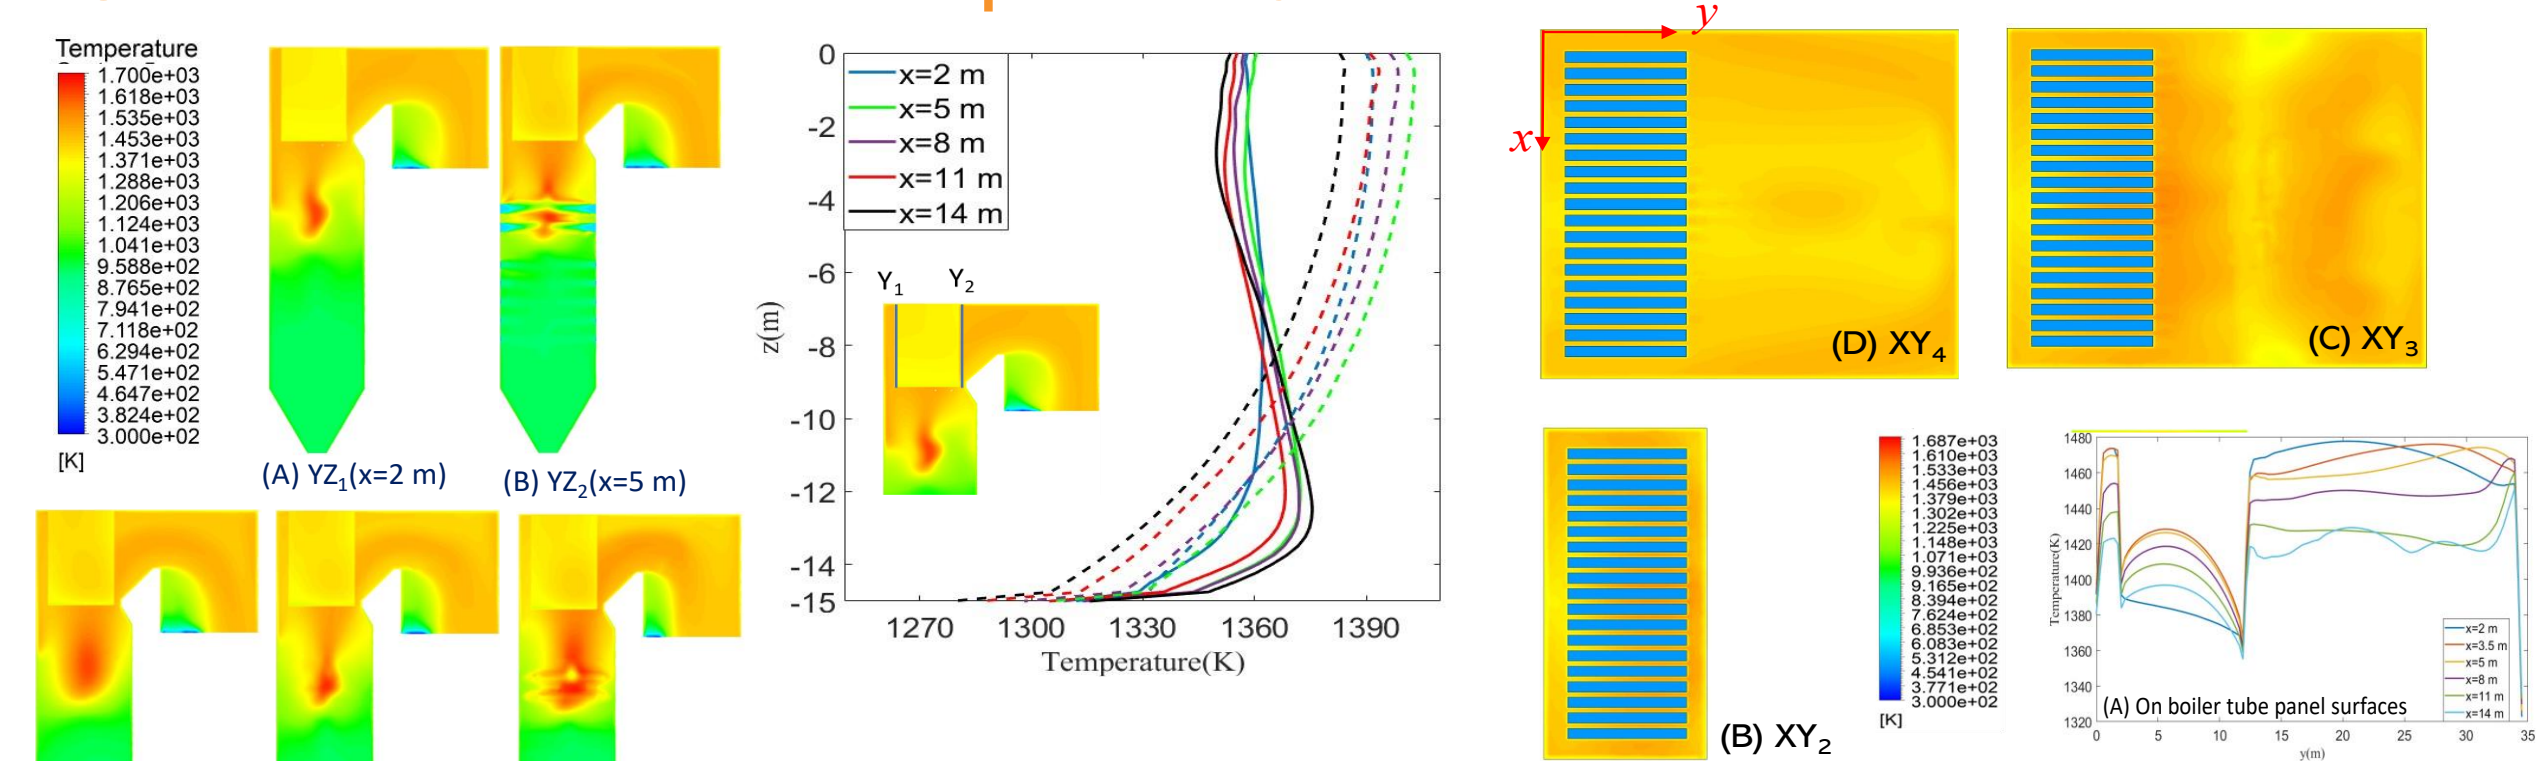 Temperature
1.700e+03
1.618e+03
1.535e+03
1.453e+03
1.371e+03
1.288e+03
1.206e+03
1.124e+03
1.041e+03
9.588e+02
8.765e+02
7.941e+02
7.118e+02
6.294e+02
5.471e+02
4.647e+02
3.824e+02
3.000e+02
[K]
(A) YZ1(x=2 m)
(B) YZ2(x=5 m)
0
-2
-4
-6
-8
-10
-12
-14
-15
z(m)
x=2 m
x=5 m
x=8 m
x=11 m
x=14 m
Y1 Y2
1270 1300 1330 1360 1390
Temperature(K)
y
x
(D) XY4
(C) XY3
(B) XY2
1.687e+03
1.610e+03
1.533e+03
1.456e+03
1.379e+03
1.302e+03
1.225e+03
1.148e+03
1.071e+03
9.936e+02
9.165e+02
8.394e+02
7.624e+02
6.853e+02
6.083e+02
5.312e+02
4.541e+02
3.771e+02
3.000e+02
[K]
1480
1460
1440
1420
1400
1380
1360
1340
1320
Temperature(K)
x=2 m
x=3.5 m
x=5 m
x=8 m
x=11 m
x=14 m
(A) On boiler tube panel surfaces
0 5 10 15 20 25 30 35
y(m)